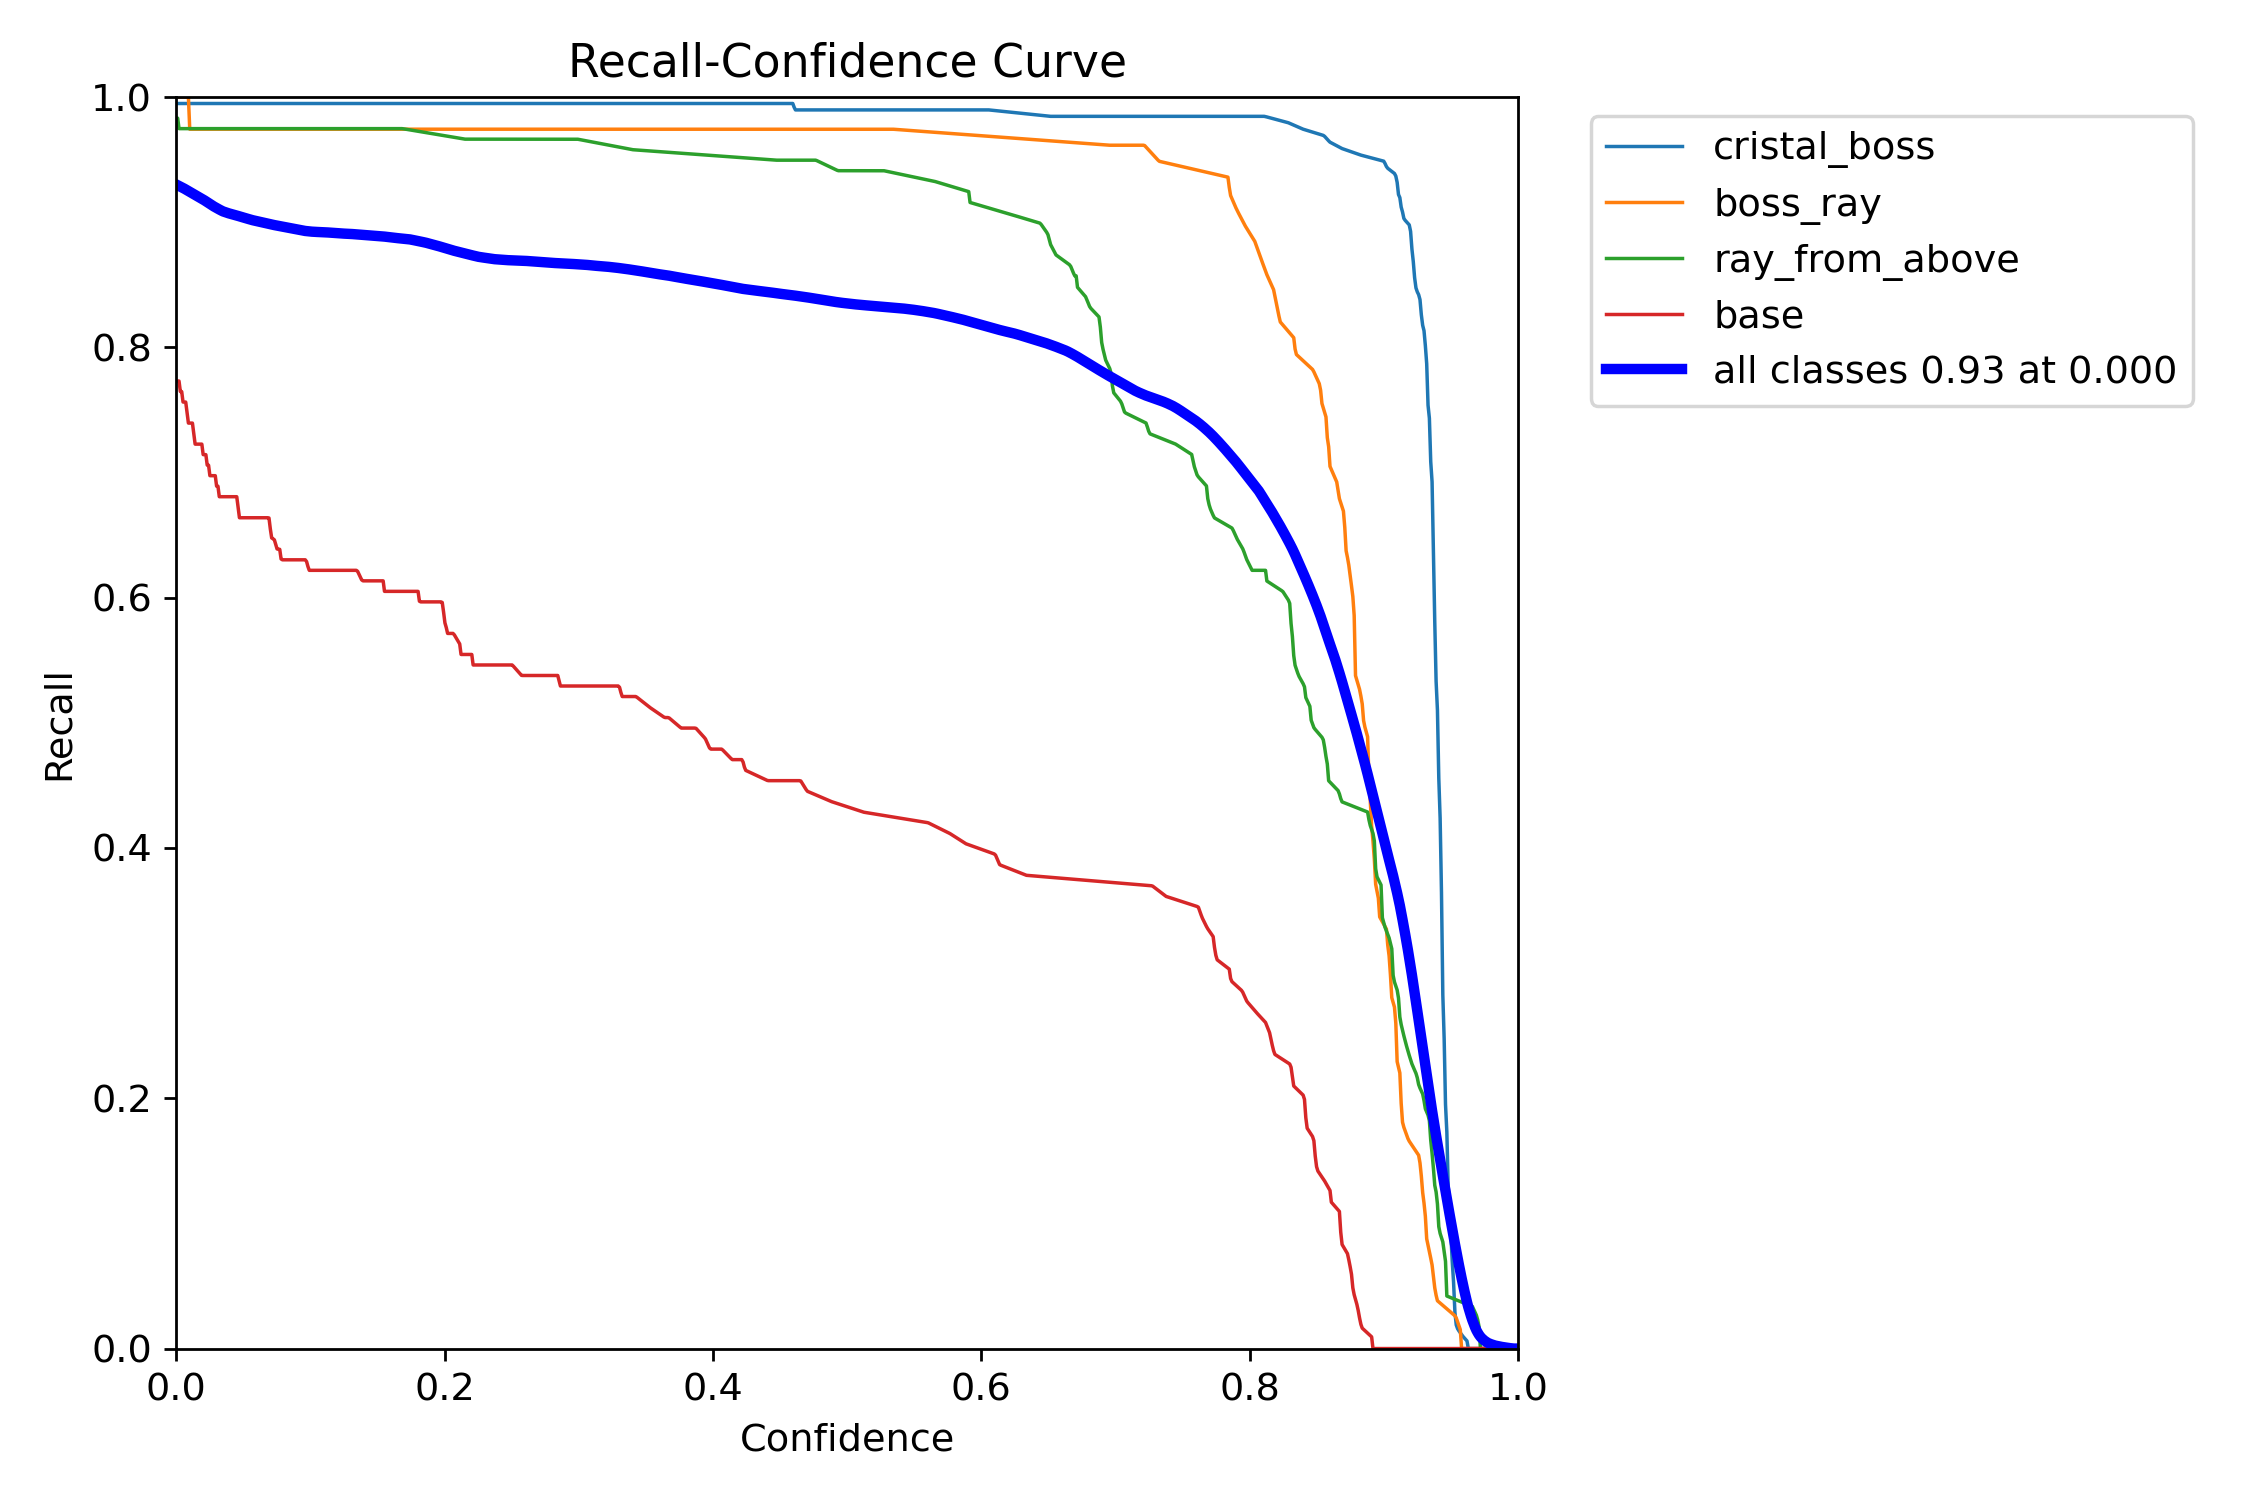 Recall-Confidence Curve
1.0
0.8
0.6
0.4
0.2
0.0
Recall
0.0 0.2 0.4 0.6 0.8 1.0
Confidence
cristal_boss
boss_ray
ray_from_above
base
all classes 0.93 at 0.000